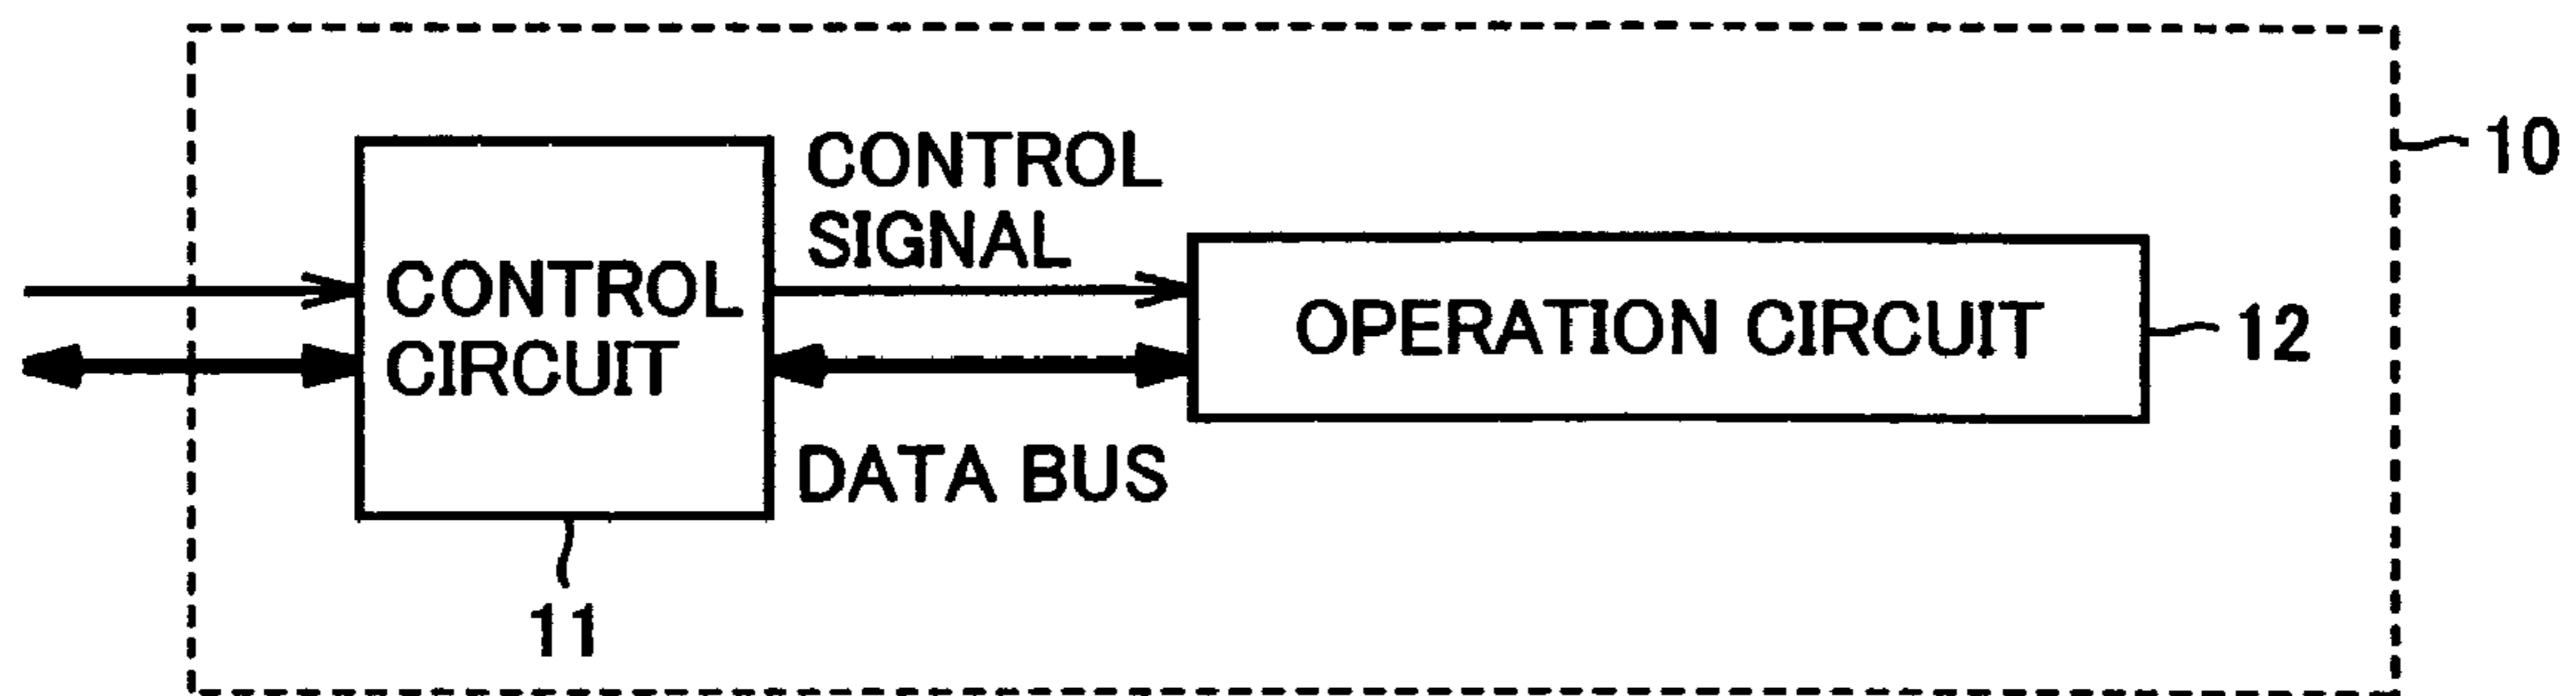 10
CONTROL
SIGNAL
CONTROL
CIRCUIT
OPERATION CIRCUIT
12
DATA BUS
11